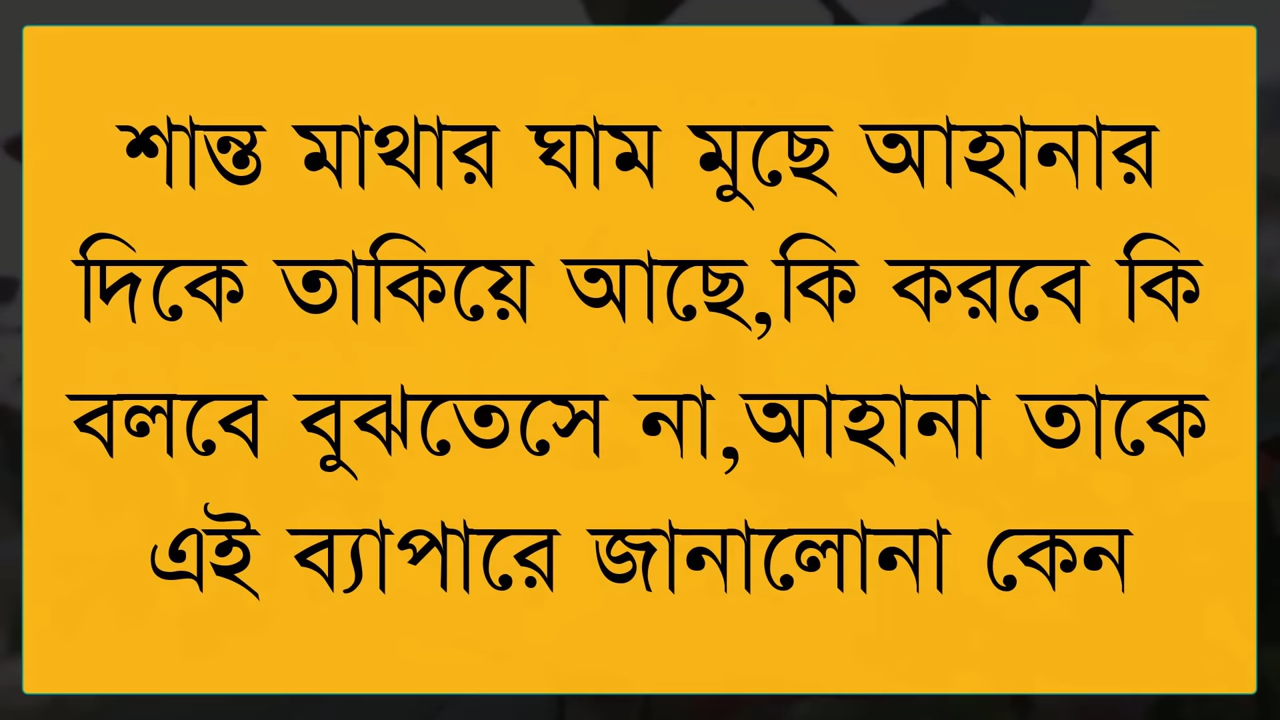 শান্ত মাথার ঘাম মুছে আহানার
দিকে তাকিয়ে আছে,কি করবে কি
বলবে বুঝতেসে না,আহানা তাকে
এই ব্যাপারে জানালোনা কেন